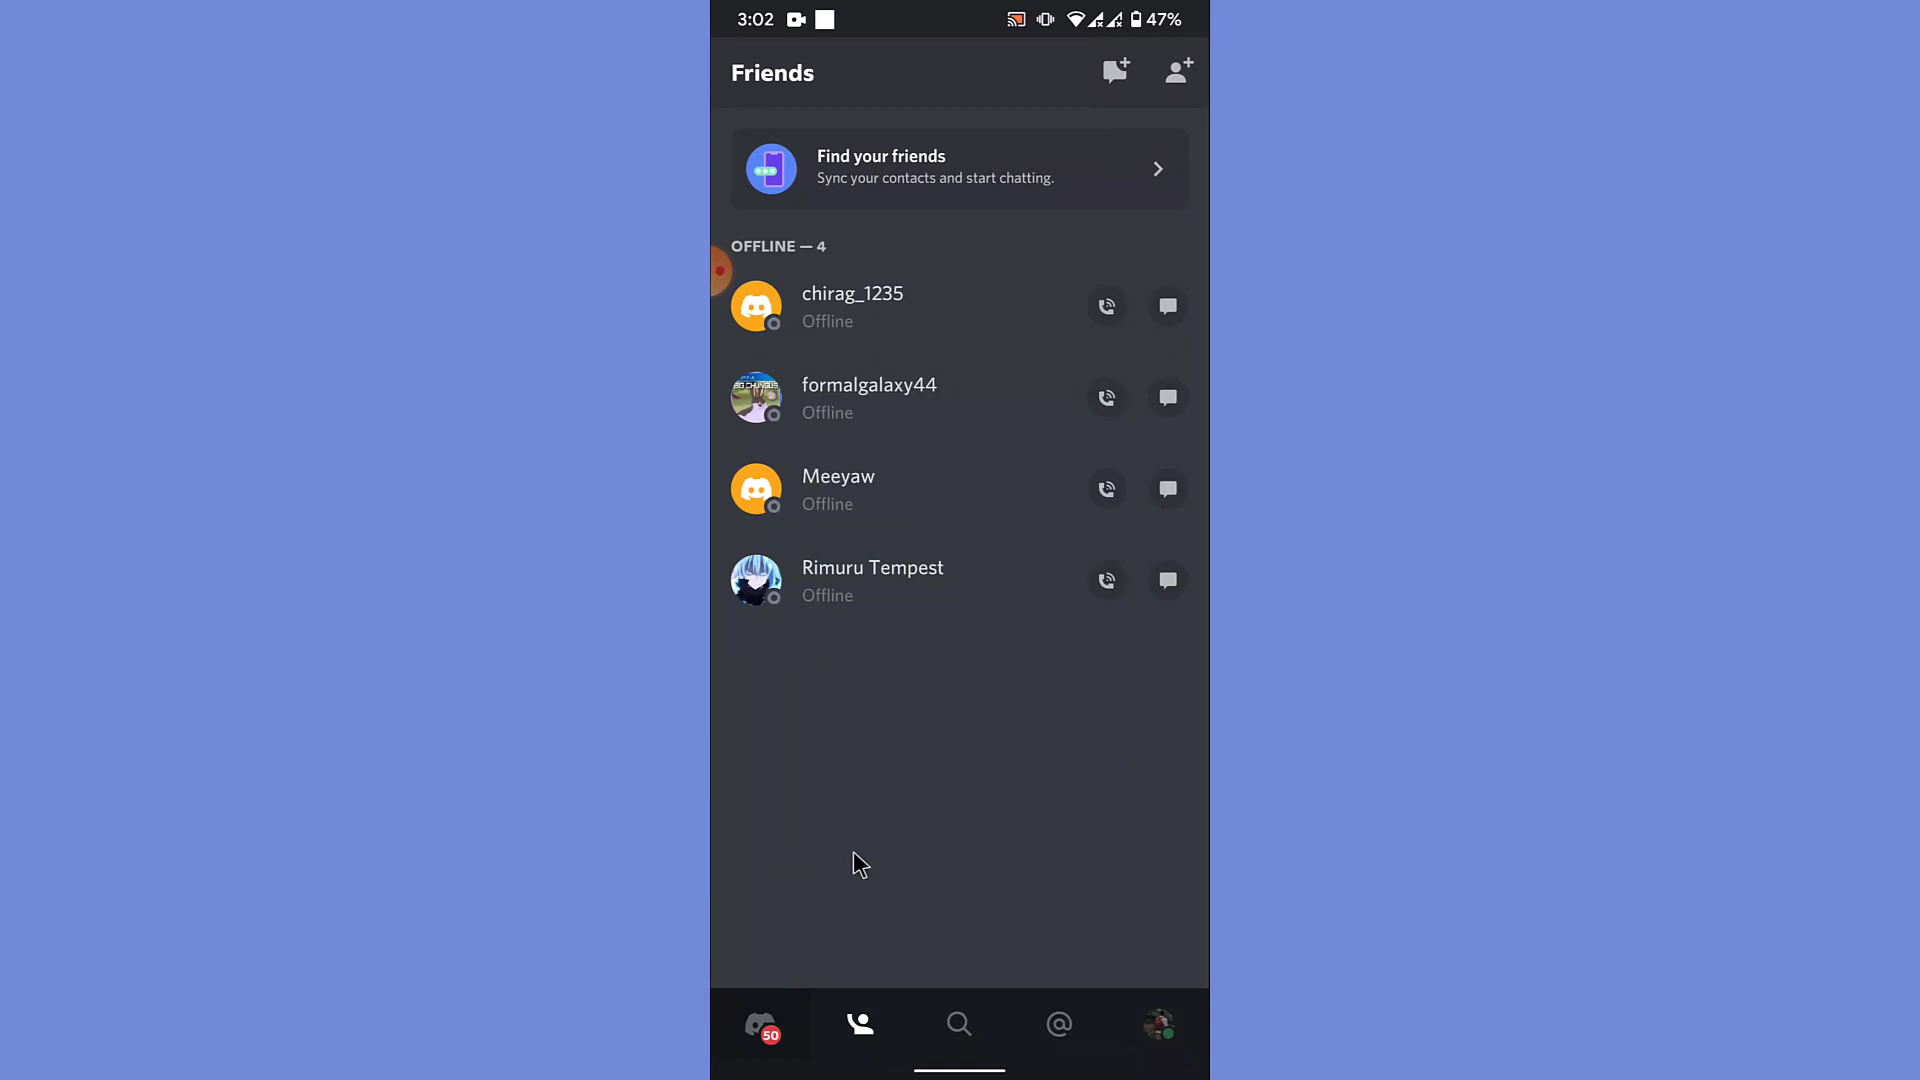 3:02
47%
Friends
Find your friends
Sync your contacts and start chatting.
OFFLINE — 4
chirag_1235
Offline
formalgalaxy44
Offline
Meeyaw
Offline
Rimuru Tempest
Offline
50